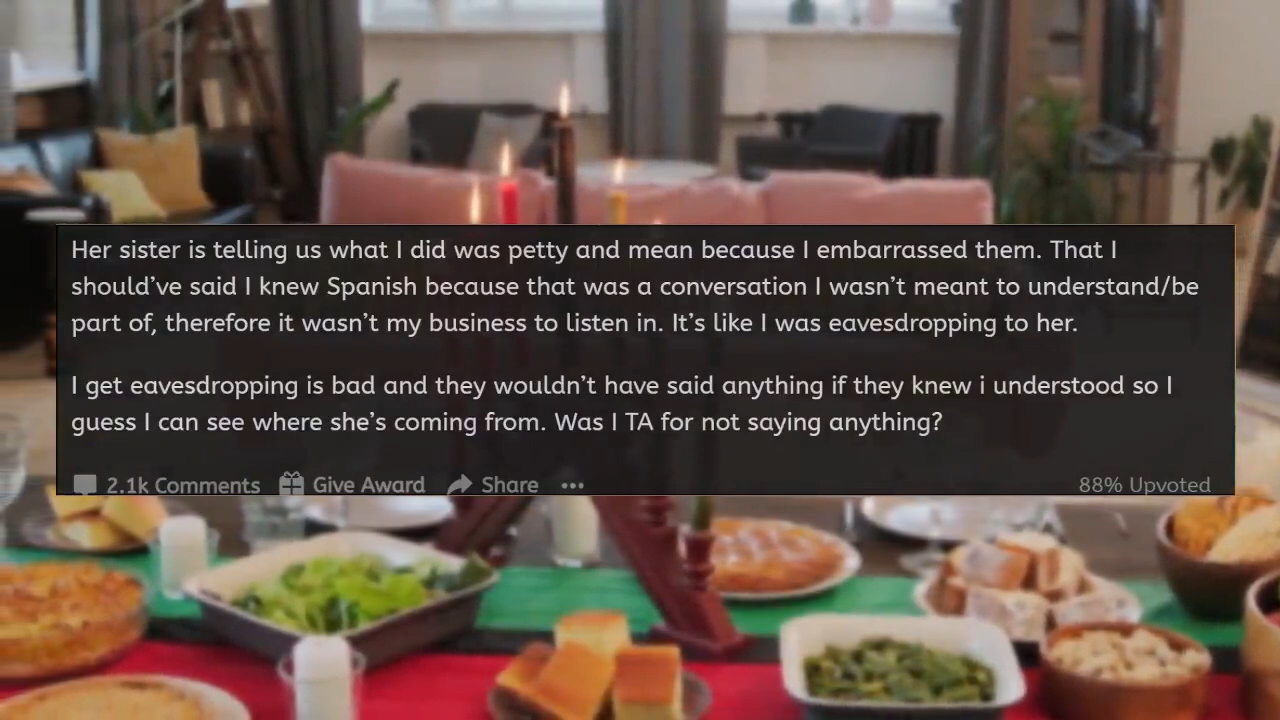 Her sister is telling us what I did was petty and mean because I embarrassed them. That I
should’ve said I knew Spanish because that was a conversation I wasn’t meant to understand/be
part of, therefore it wasn’t my business to listen in. It’s like I was eavesdropping to her.
I get eavesdropping is bad and they wouldn’t have said anything if they knew i understood so I
guess I can see where she’s coming from. Was I TA for not saying anything?
2.1k Comments Give Award Share ••• 88% Upvoted